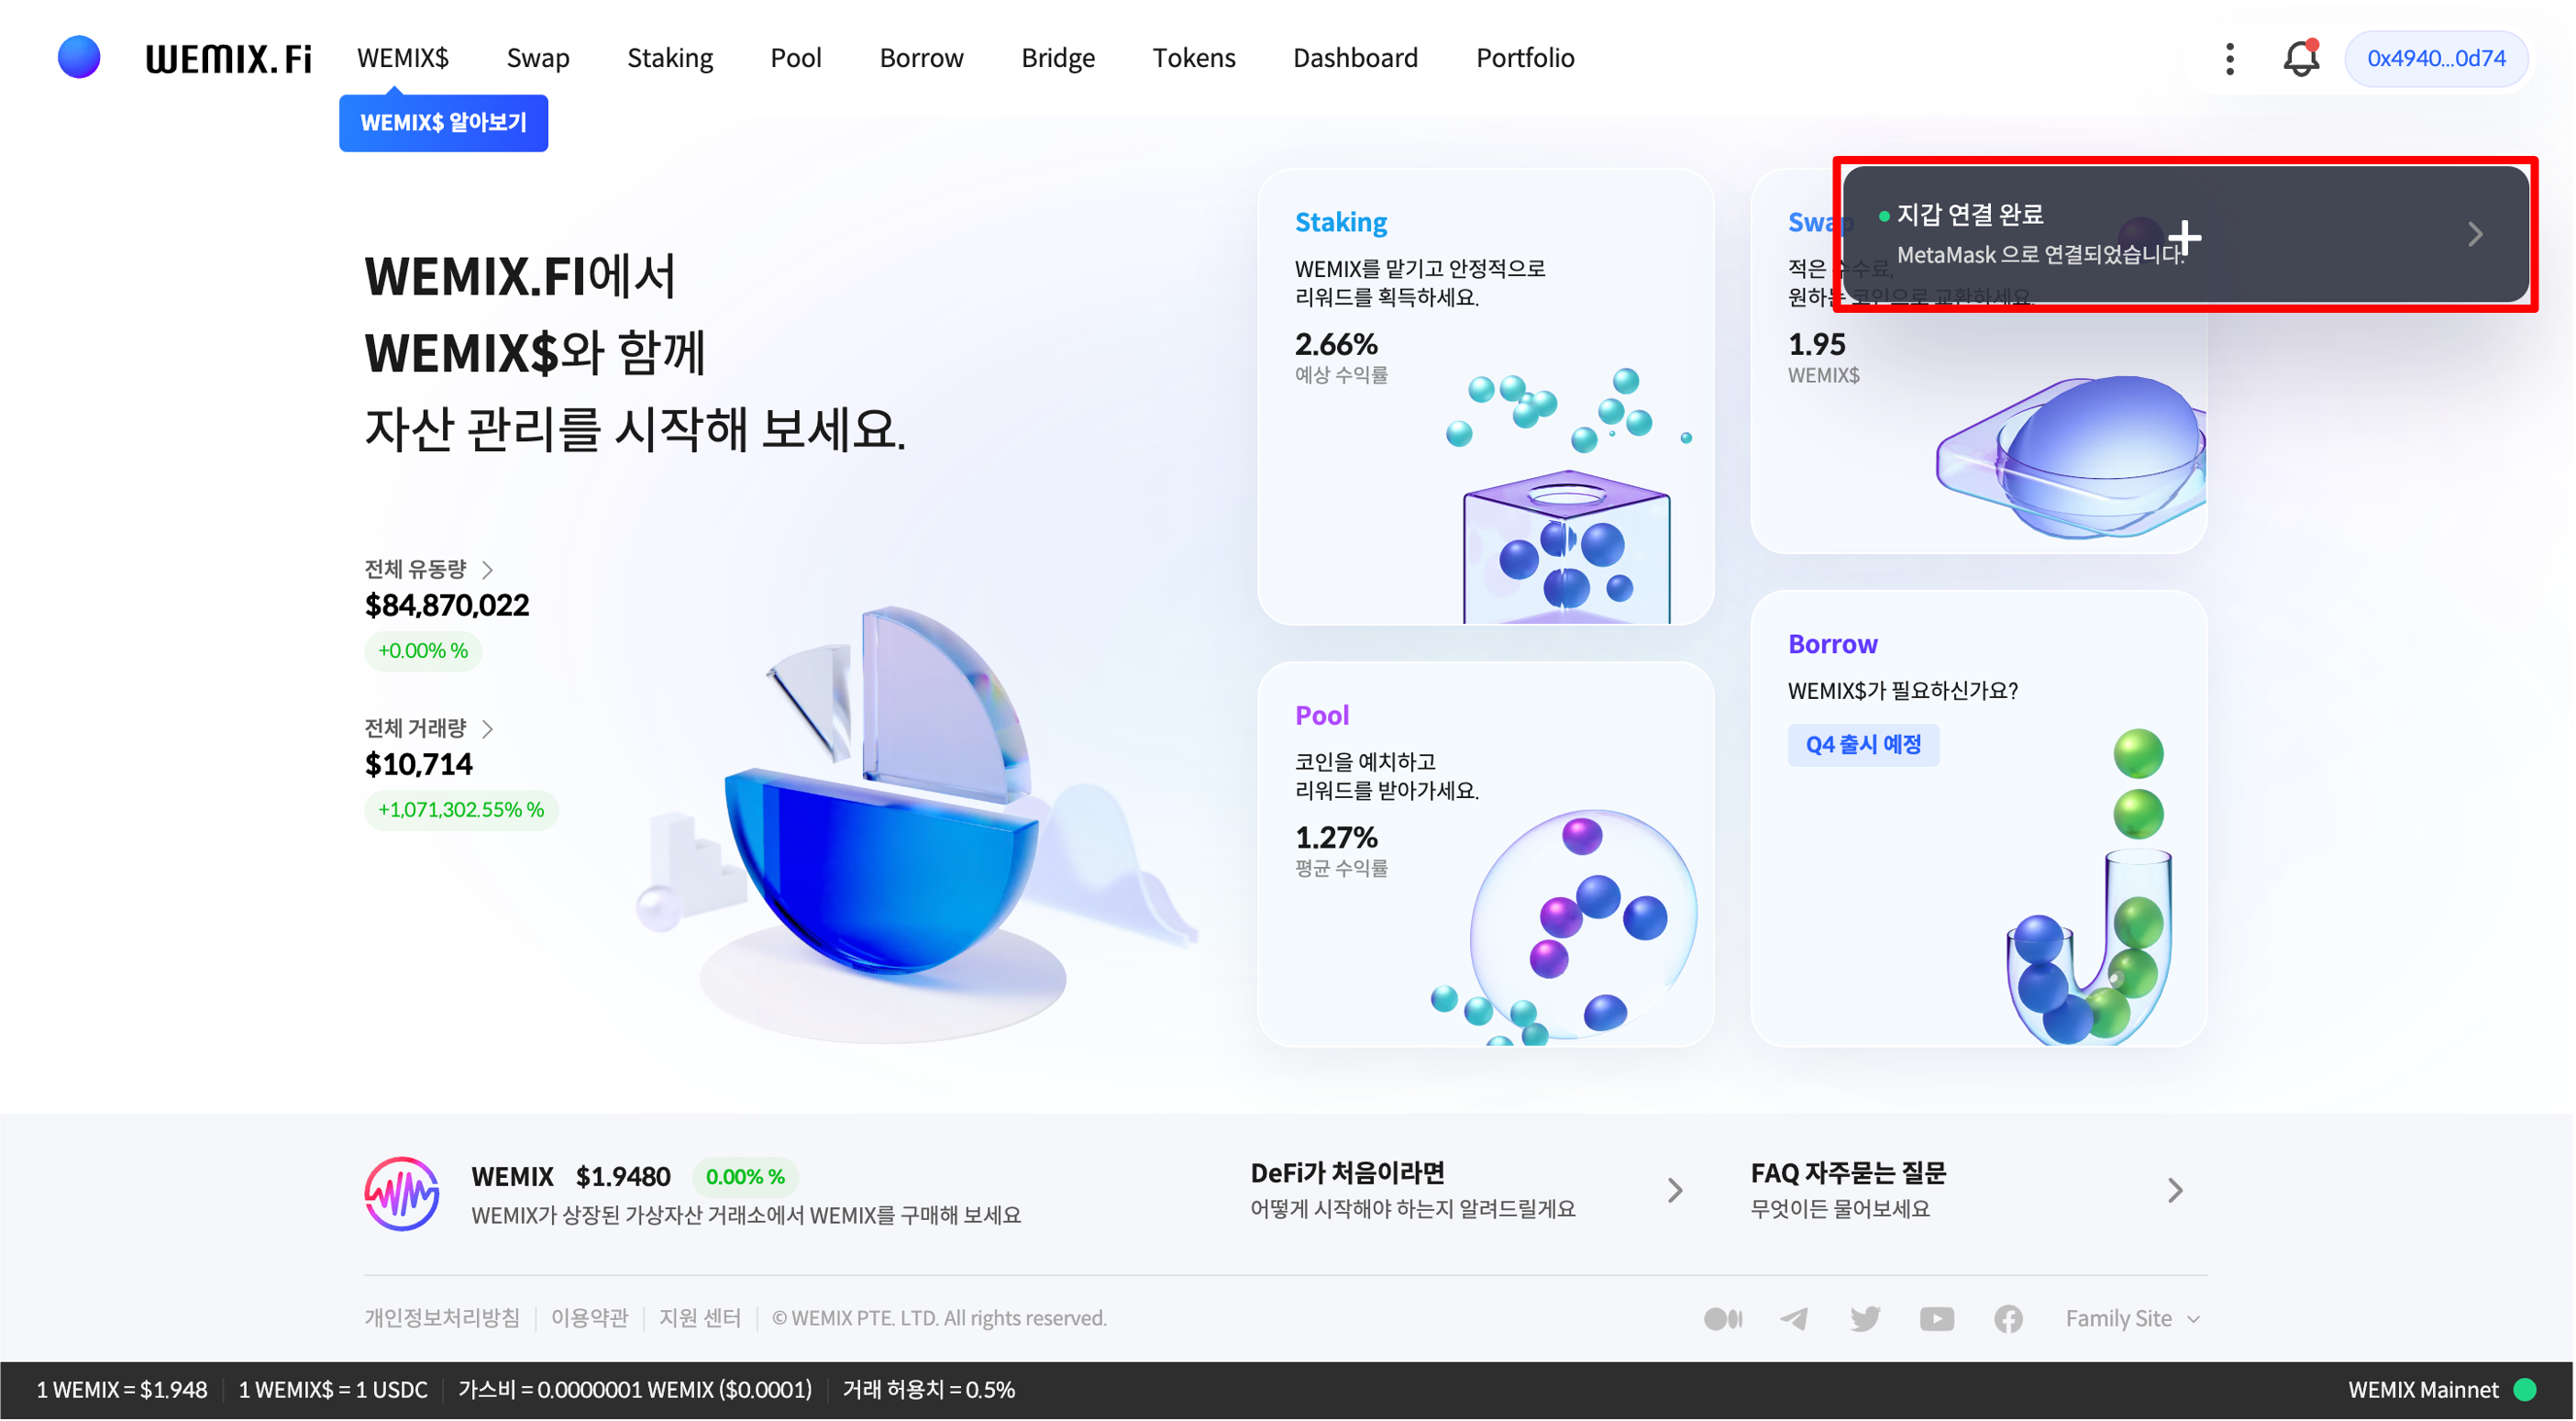 WEMIX.Fi
WEMIX$
Swap
Staking
Pool
Borrow
Bridge
Tokens
Dashboard
Portfolio
0x4940...0d74
WEMIX$ 알아보기
WEMIX.FI에서
WEMIX$와 함께
자산 관리를 시작해 보세요.
전체 유동량
$84,870,022
+0.00% %
전체 거래량
$10,714
+1,071,302.55% %
Staking
WEMIX를 맡기고 안정적으로
리워드를 획득하세요.
2.66%
예상 수익률
Swap
적은 수수료,
원하는 코인으로 교환하세요.
1.95
WEMIX$
지갑 연결 완료
MetaMask 으로 연결되었습니다.
Pool
코인을 예치하고
리워드를 받아가세요.
1.27%
평균 수익률
Borrow
WEMIX$가 필요하신가요?
Q4 출시 예정
WEMIX $1.9480 0.00% %
WEMIX가 상장된 가상자산 거래소에서 WEMIX를 구매해 보세요
DeFi가 처음이라면
어떻게 시작해야 하는지 알려드릴게요
FAQ 자주묻는 질문
무엇이든 물어보세요
개인정보처리방침 이용약관 지원 센터 © WEMIX PTE. LTD. All rights reserved.
Family Site
1 WEMIX = $1.948 1 WEMIX$ = 1 USDC 가스비 = 0.0000001 WEMIX ($0.0001) 거래 허용치 = 0.5%
WEMIX Mainnet